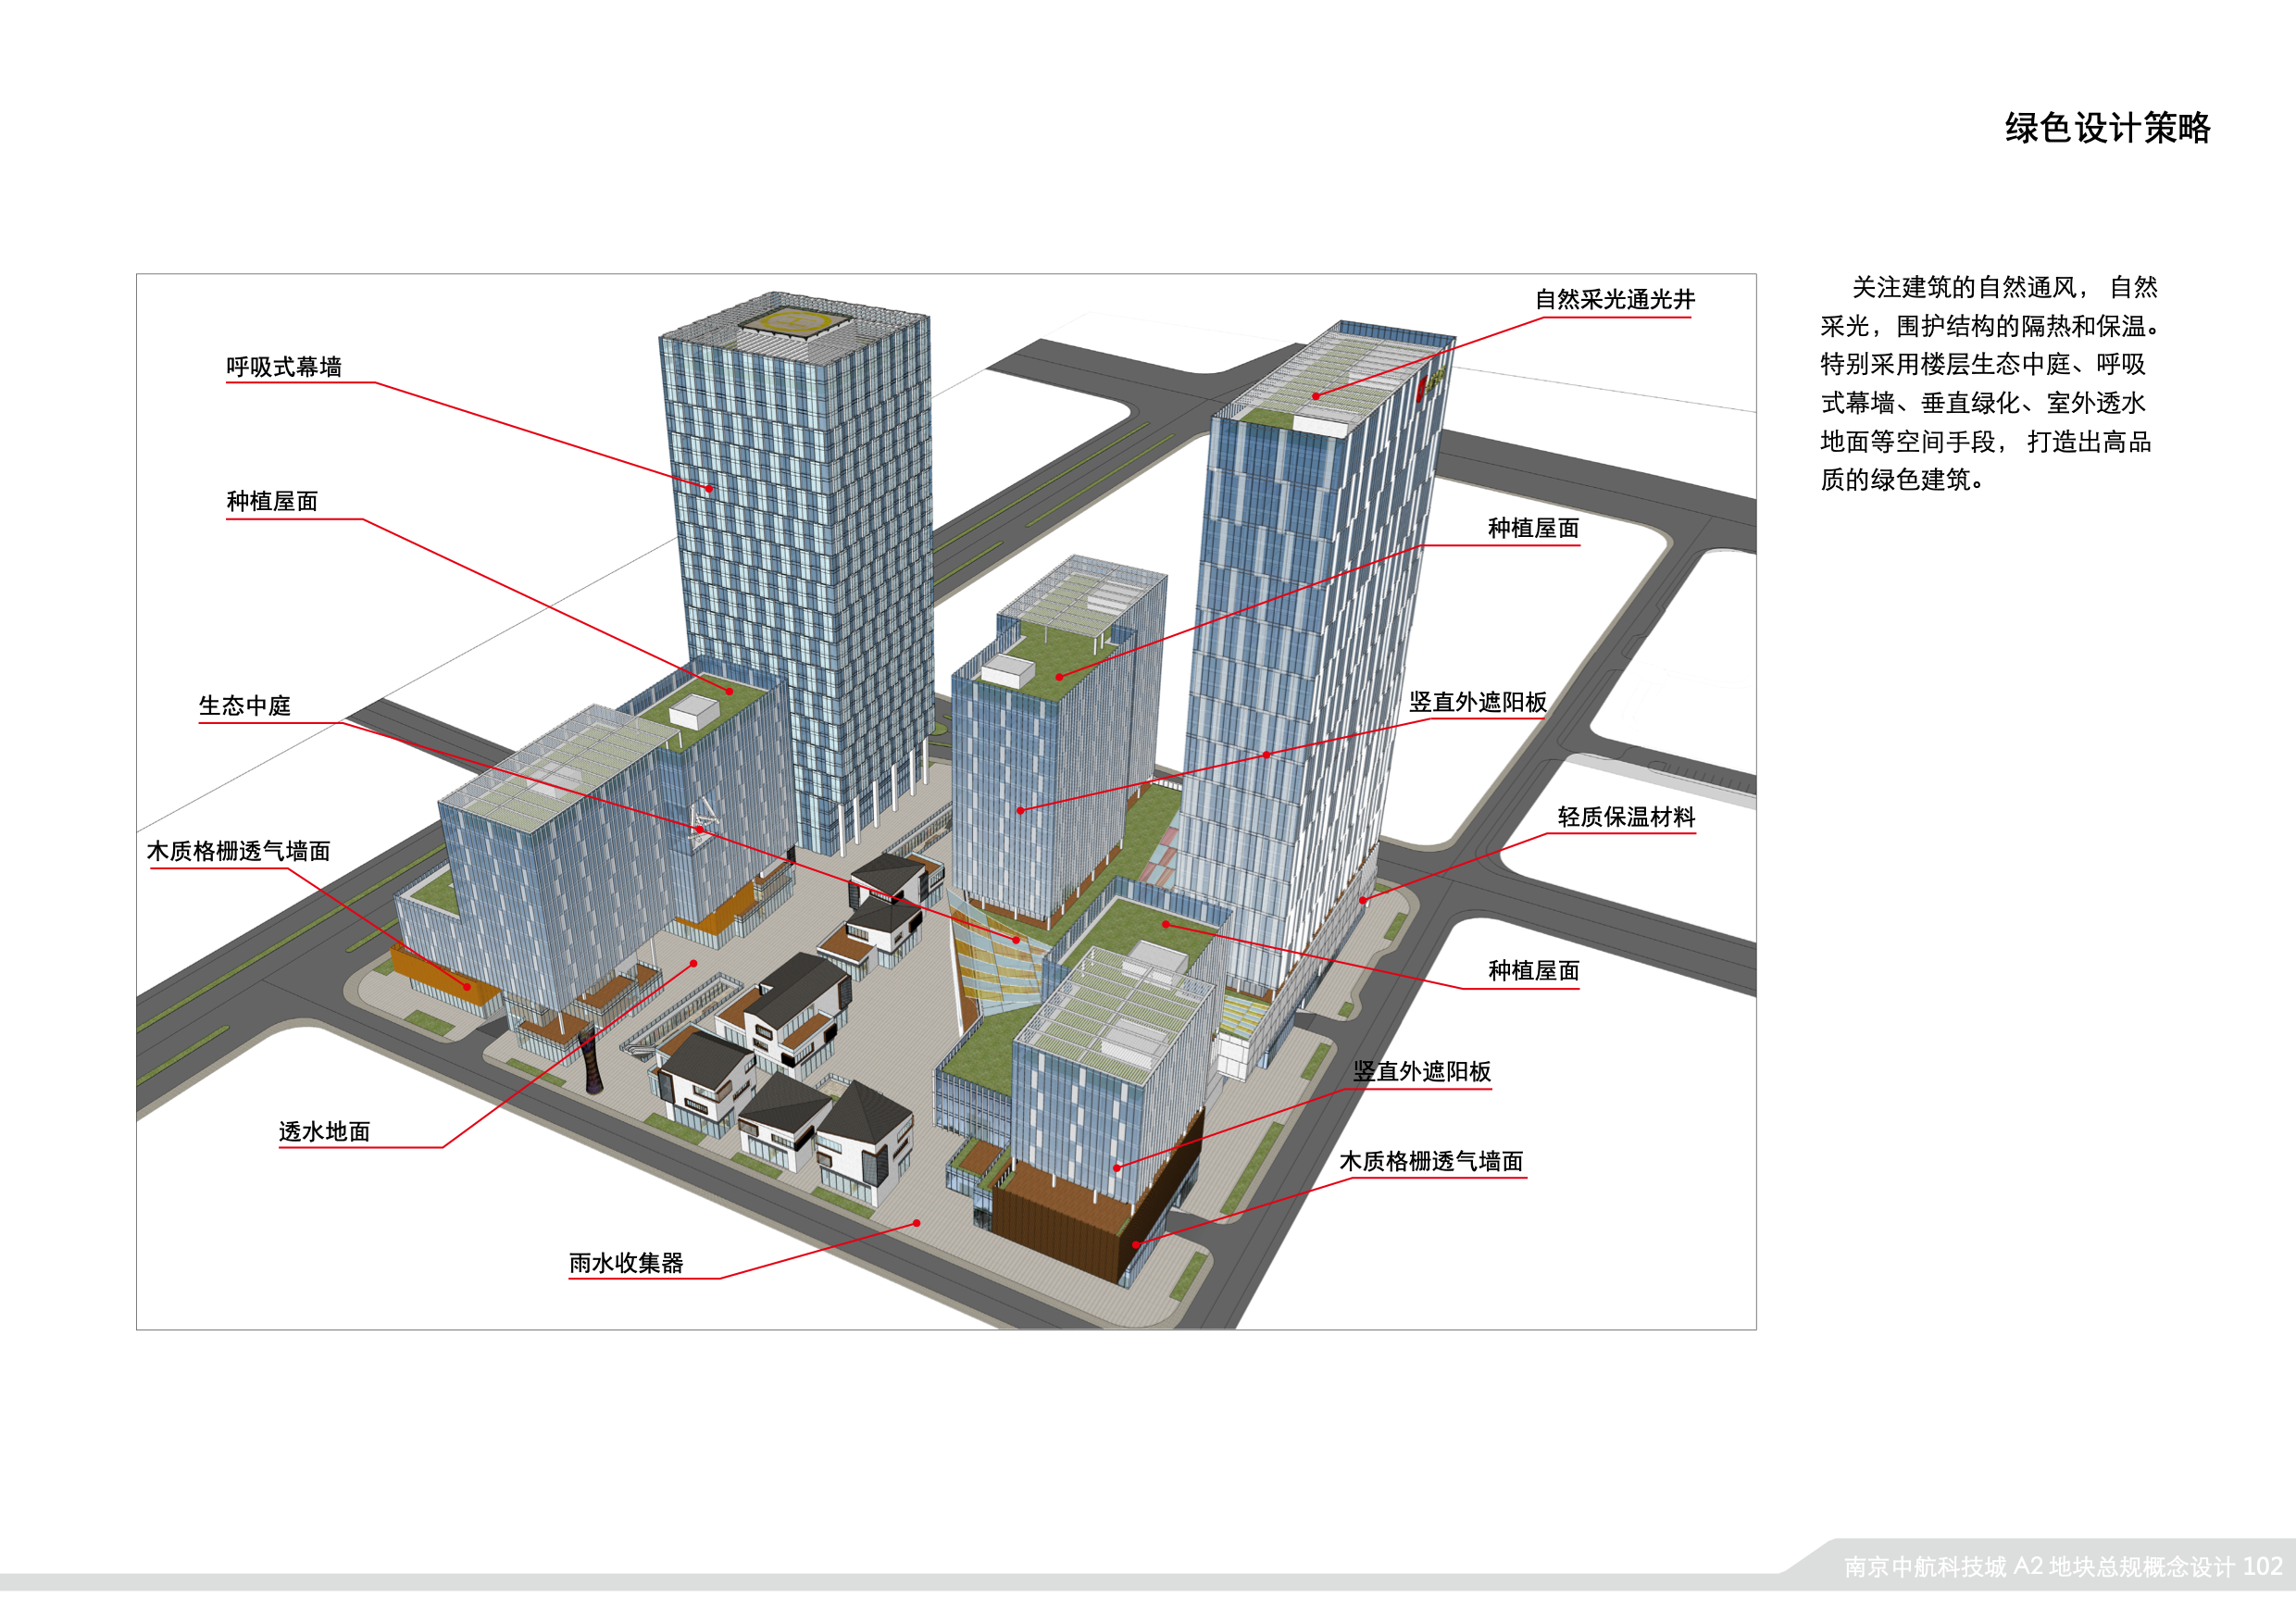 绿色设计策略
关注建筑的自然通风， 自然
采光，围护结构的隔热和保温。
特别采用楼层生态中庭、呼吸
式幕墙、垂直绿化、室外透水
地面等空间手段， 打造出高品
质的绿色建筑。
自然采光通光井
呼吸式幕墙
种植屋面
种植屋面
生态中庭
竖直外遮阳板
轻质保温材料
木质格栅透气墙面
种植屋面
竖直外遮阳板
透水地面
木质格栅透气墙面
雨水收集器
南京中航科技城 A2 地块总规概念设计 102